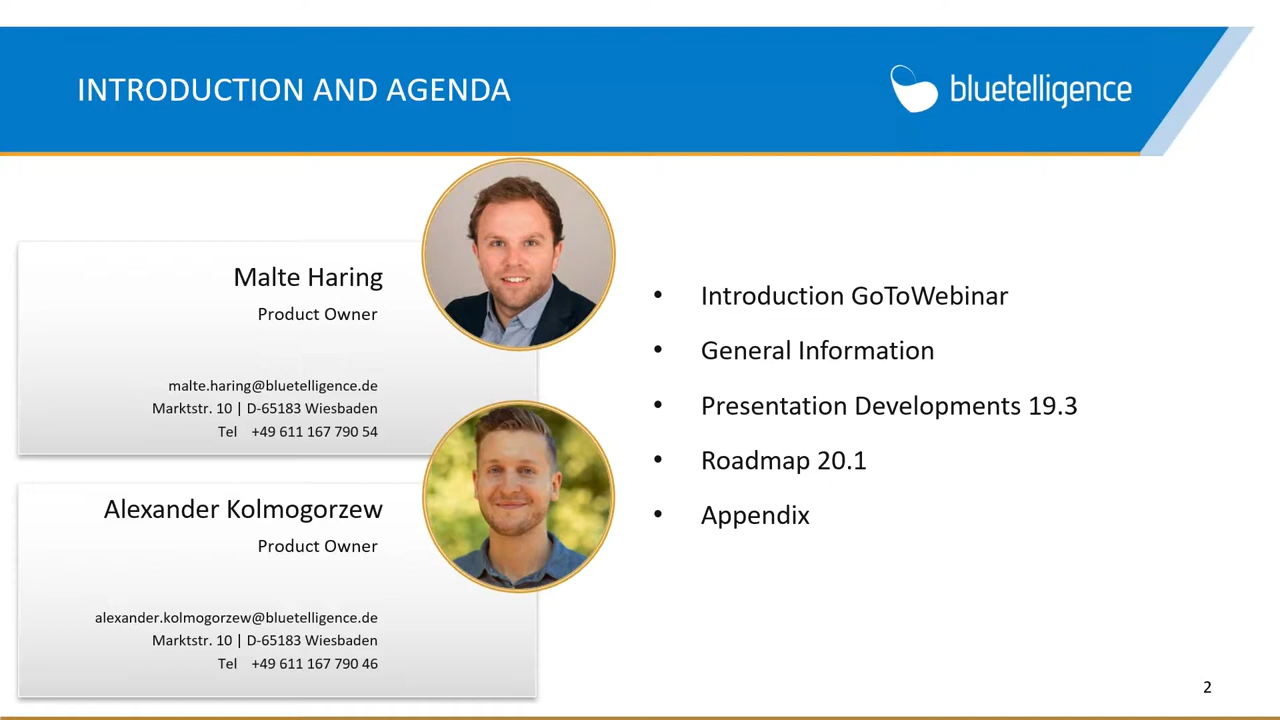 INTRODUCTION AND AGENDA
bluetelligence
Malte Haring
Product Owner
malte.haring@bluetelligence.de
Marktstr. 10 | D-65183 Wiesbaden
Tel +49 611 167 790 54
Alexander Kolmogorzew
Product Owner
alexander.kolmogorzew@bluetelligence.de
Marktstr. 10 | D-65183 Wiesbaden
Tel +49 611 167 790 46
• Introduction GoToWebinar
• General Information
• Presentation Developments 19.3
• Roadmap 20.1
• Appendix
2